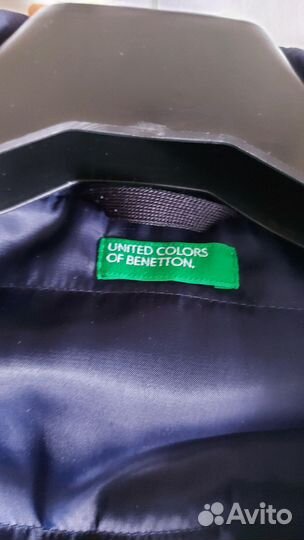 UNITED COLORS
OF BENETTON.
Avito